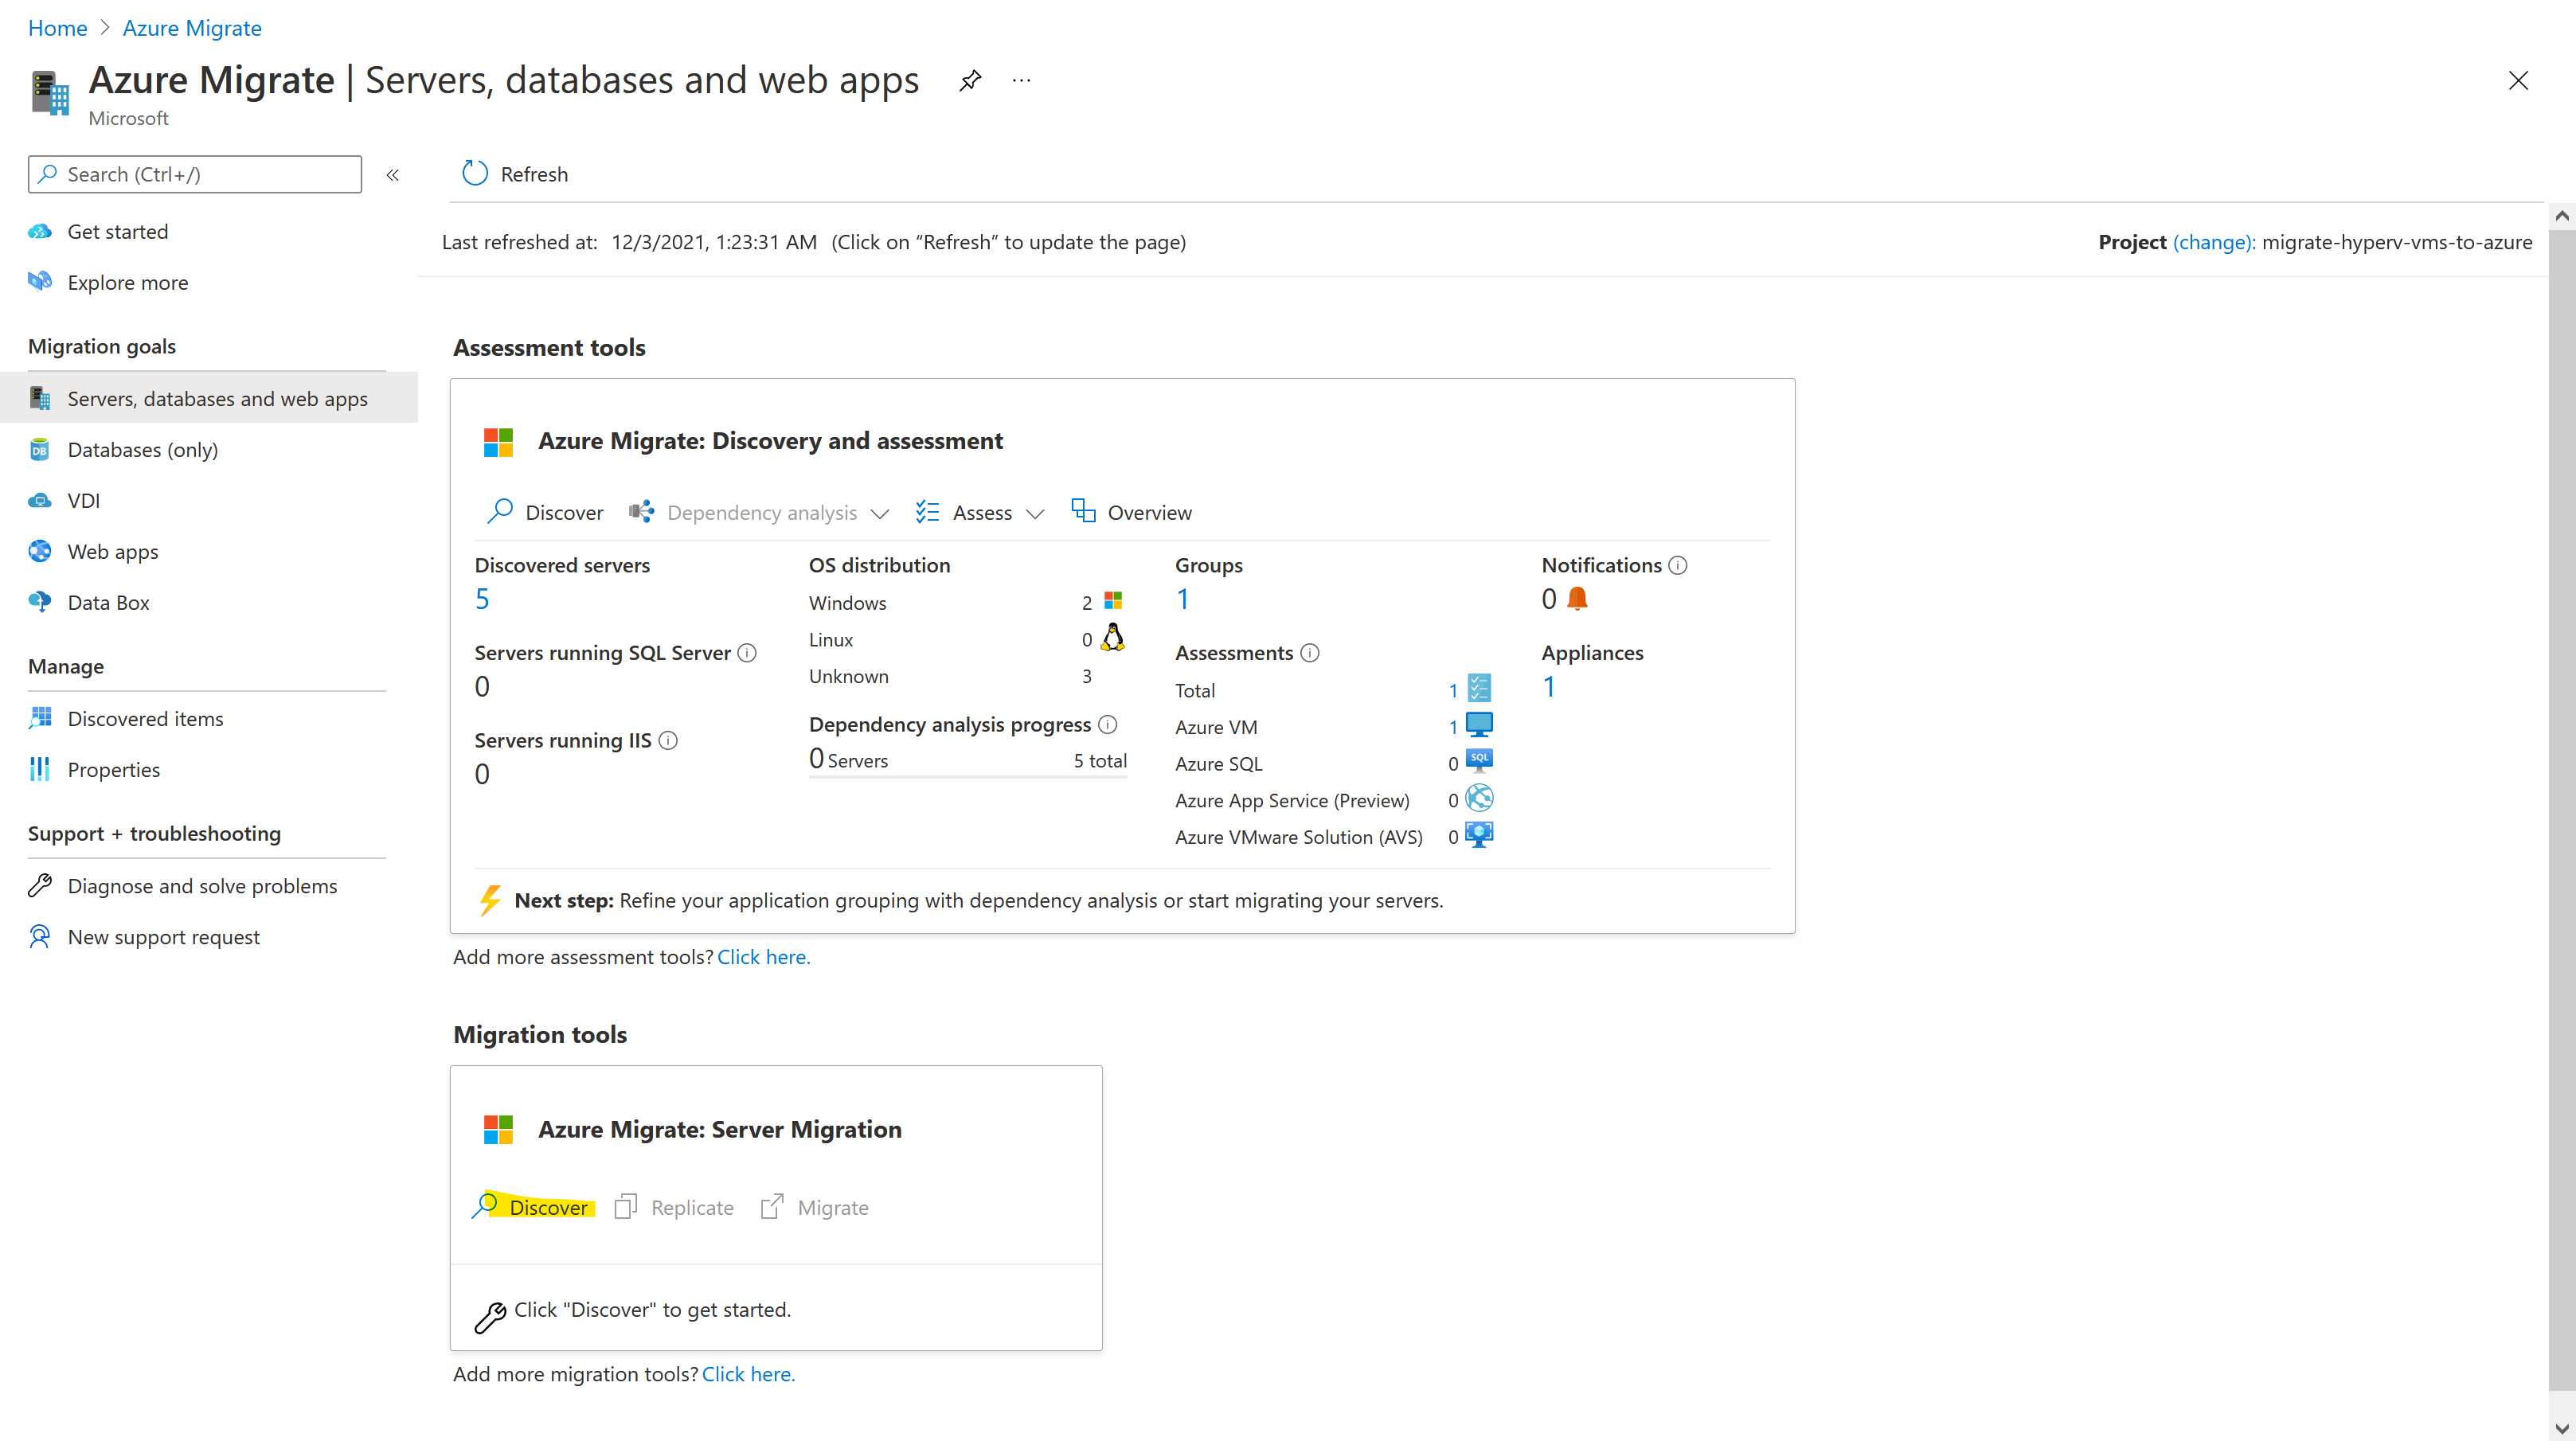 Home > Azure Migrate
Azure Migrate | Servers, databases and web apps ...
Microsoft
Search (Ctrl+/)
«
Get started
Explore more
Migration goals
Servers, databases and web apps
Databases (only)
VDI
Web apps
Data Box
Manage
Discovered items
Properties
Support + troubleshooting
Diagnose and solve problems
New support request
Refresh
Last refreshed at: 12/3/2021, 1:23:31 AM (Click on “Refresh” to update the page)
Project (change): migrate-hyperv-vms-to-azure
Assessment tools
Azure Migrate: Discovery and assessment
Discover Dependency analysis Assess Overview
Discovered servers
5
Servers running SQL Server
0
Servers running IIS
0
OS distribution
Windows 2
Linux 0
Unknown 3
Dependency analysis progress
0 Servers 5 total
Groups
1
Assessments
Total 1
Azure VM 1
Azure SQL 0
SQL
Azure App Service (Preview) 0
Azure VMware Solution (AVS) 0
Notifications
0
Appliances
1
Next step: Refine your application grouping with dependency analysis or start migrating your servers.
Add more assessment tools? Click here.
Migration tools
Azure Migrate: Server Migration
Discover Replicate Migrate
Click "Discover" to get started.
Add more migration tools? Click here.